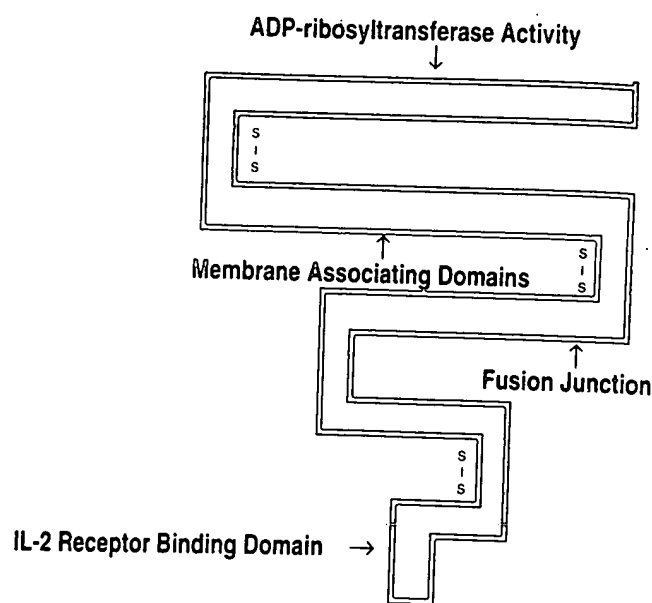 ADP-ribosyltransferase Activity
S
S
Membrane Associating Domains
S
S
Fusion Junction
S
S
IL-2 Receptor Binding Domain